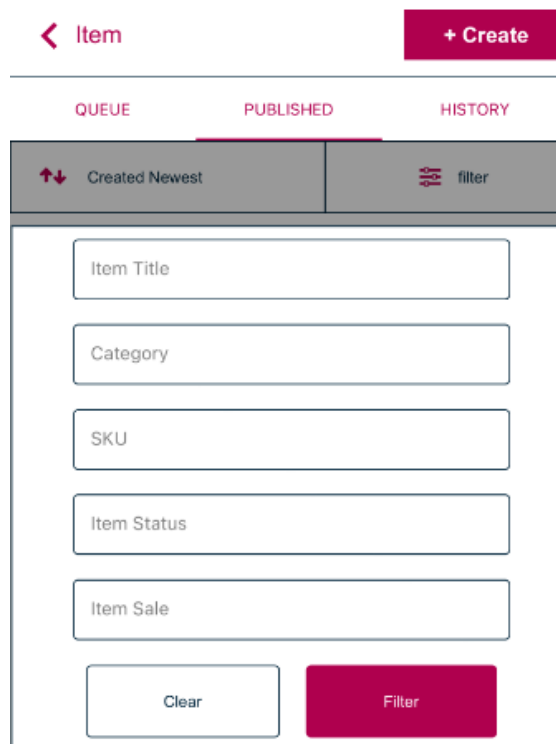 Item
+ Create
QUEUE PUBLISHED HISTORY
Created Newest filter
Item Title
Category
SKU
Item Status
Item Sale
Clear Filter